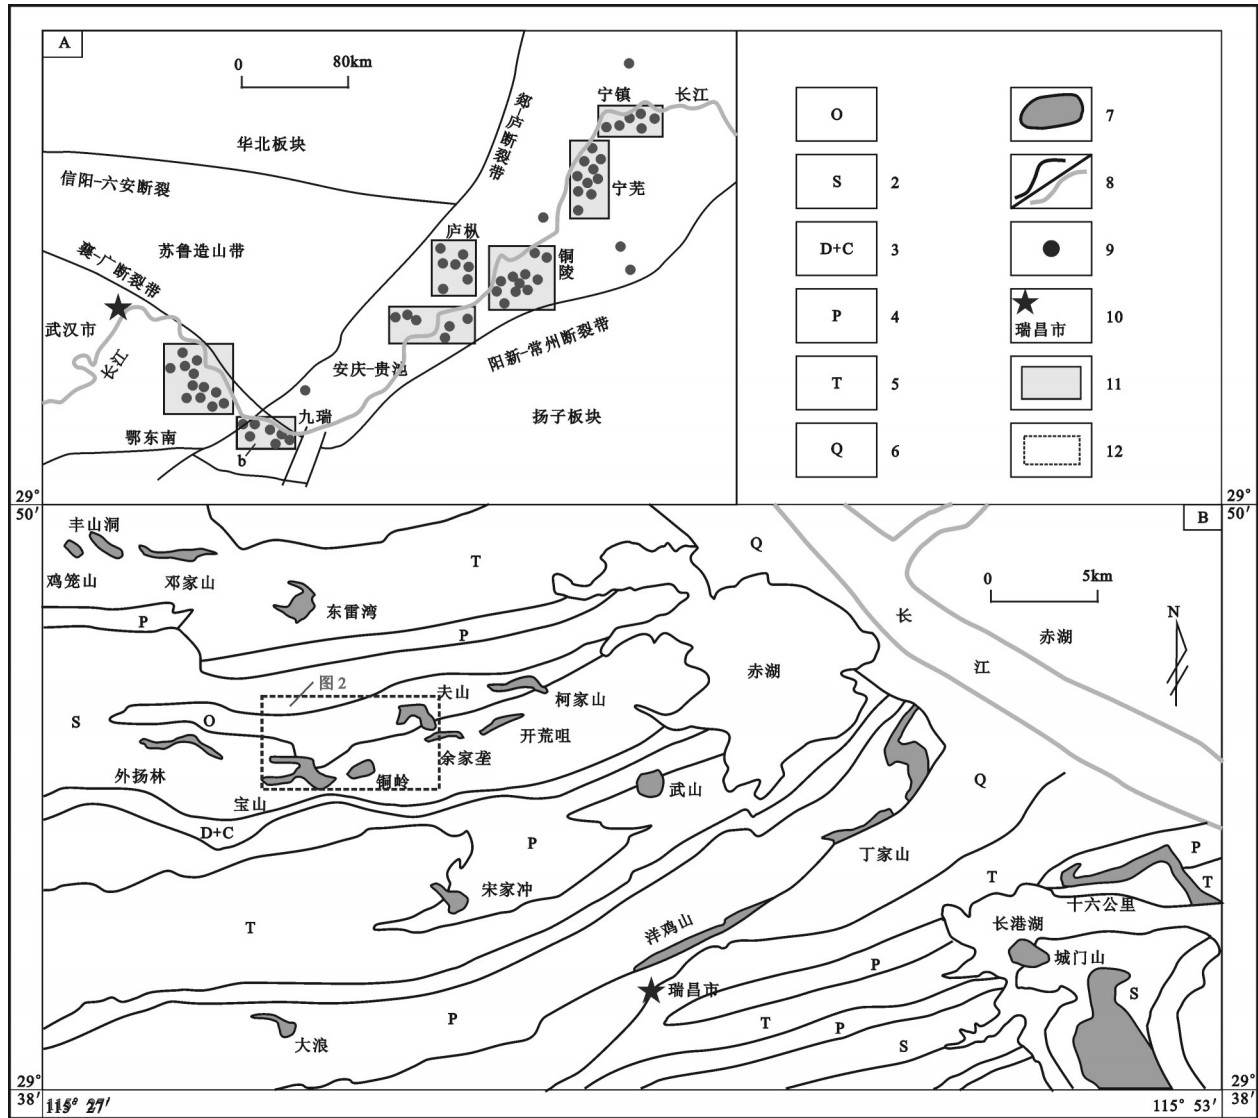 A
0 80km
宁镇
长江
郯-庐断裂带
华北板块
信阳-六安断裂
宁芜
庐枞
苏鲁造山带
铜陵
襄-广断裂带
武汉市
长江
安庆-贵池
阳新-常州断裂带
九瑞
扬子板块
鄂东南
b
O
S 2
D+C 3
P 4
T 5
Q 6
7
8
9
瑞昌市 10
11
12
29°
50′
29°
50′
B
丰山洞
鸡笼山
邓家山
东雷湾
T
Q
0 5km
N
长
江
赤湖
P
P
赤湖
图2
夫山
柯家山
S
O
开荒咀
余家垄
外扬林
铜岭
宝山
武山
Q
D+C
P
丁家山
P
T
T
宋家冲
十六公里
T
洋鸡山
长港湖
城门山
P
S
瑞昌市
P
T
P
S
大浪
29°
38′
115° 27′
115° 53′
29°
38′